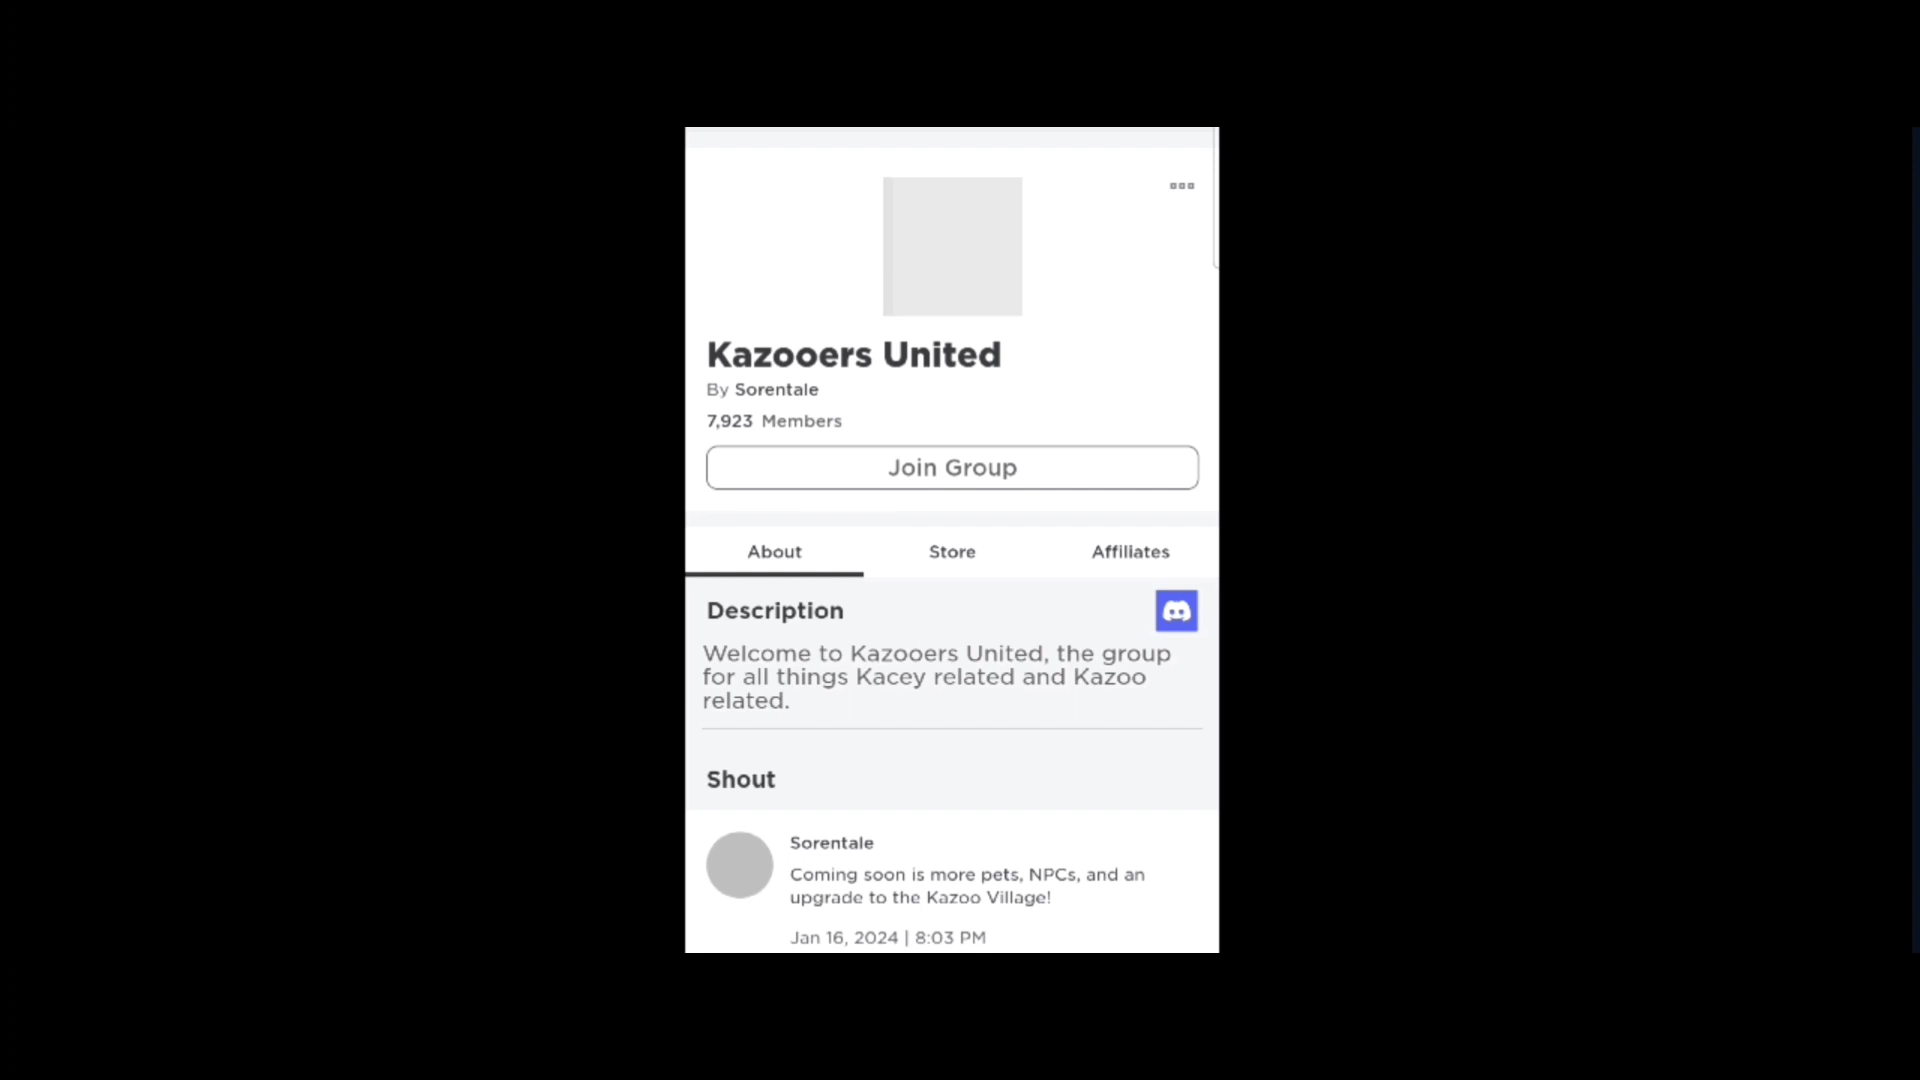 Kazooers United
By Sorentale
7,923 Members
Join Group
About Store Affiliates
Description
Welcome to Kazooers United, the group
for all things Kacey related and Kazoo
related.
Shout
Sorentale
Coming soon is more pets, NPCs, and an
upgrade to the Kazoo Village!
Jan 16, 2024 | 8:03 PM